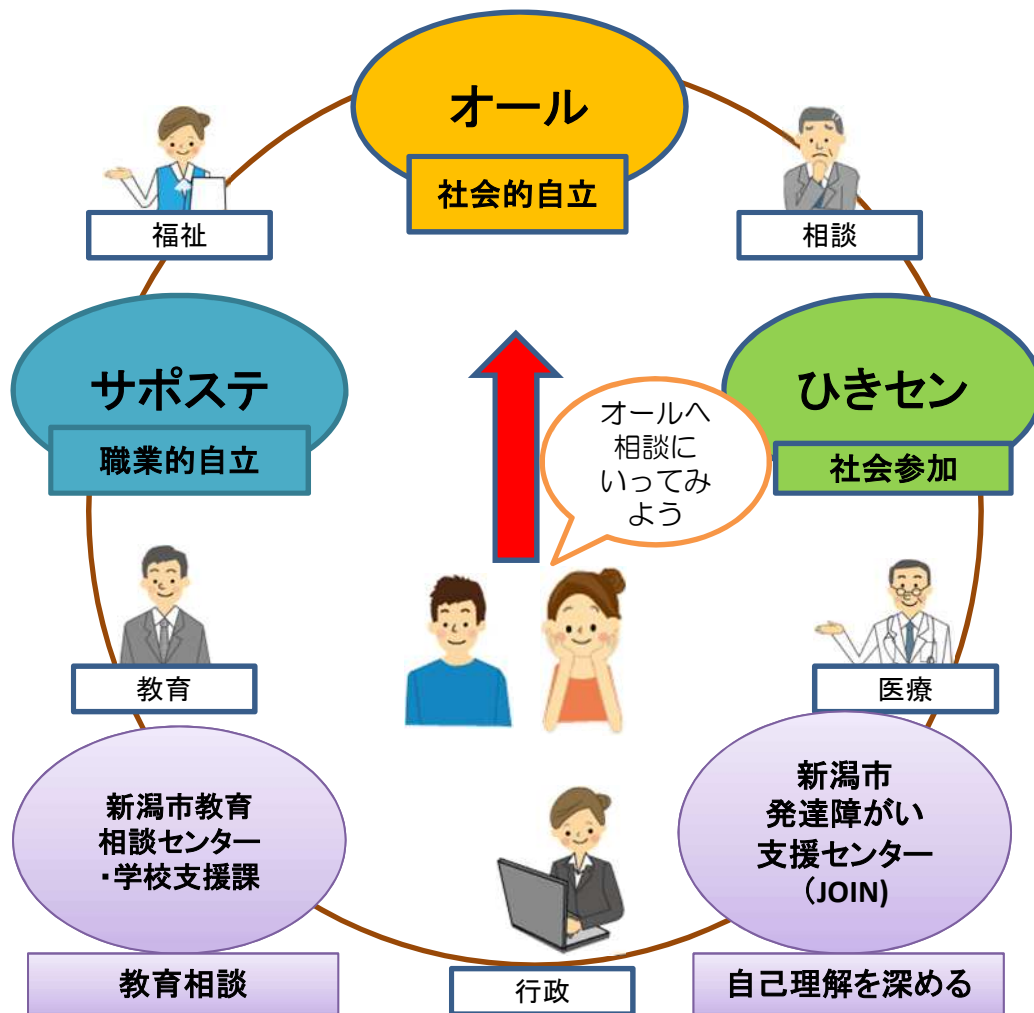 オール
社会的自立
福祉
相談
サポステ
職業的自立
ひきセン
社会参加
オールへ
相談に
いってみ
よう
教育
医療
新潟市教育
相談センター
・学校支援課
教育相談
新潟市
発達障がい
支援センター
（JOIN)
自己理解を深める
行政